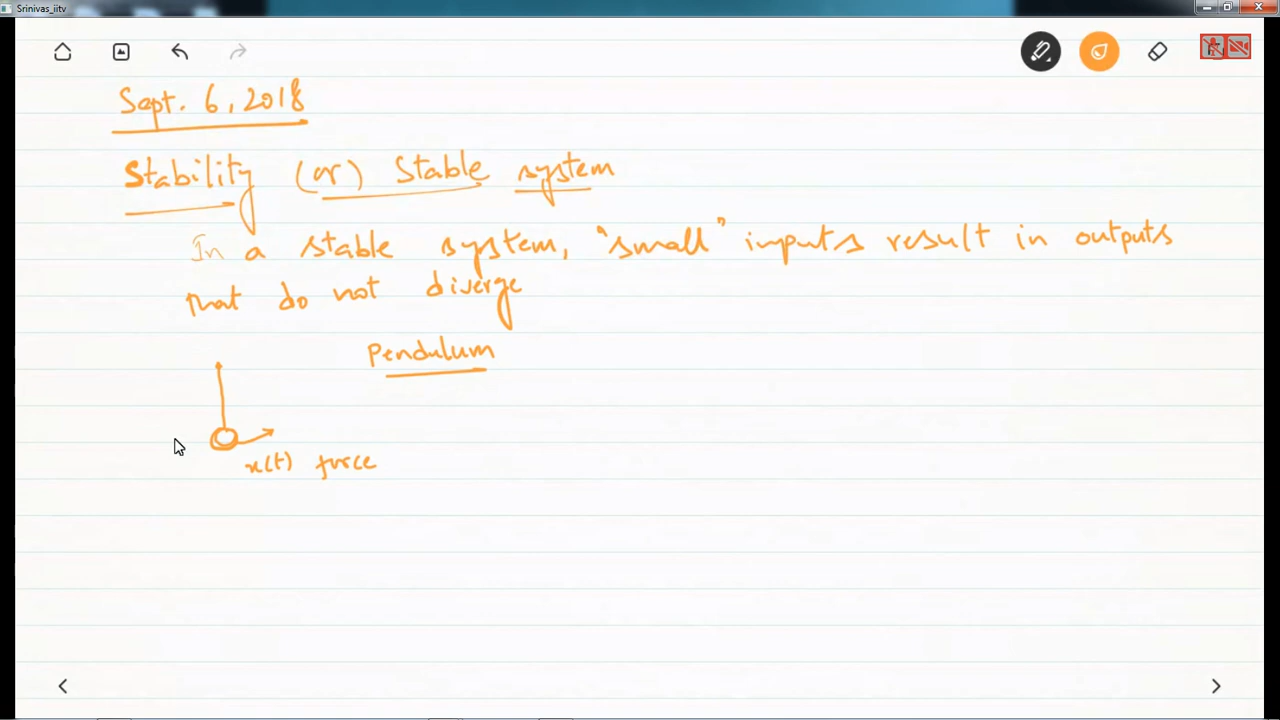 Srinivas_iitv
Sept. 6, 2018
Stability (or) Stable system
In a stable system, "small" inputs result in outputs
that do not diverge
Pendulum
x(t) force